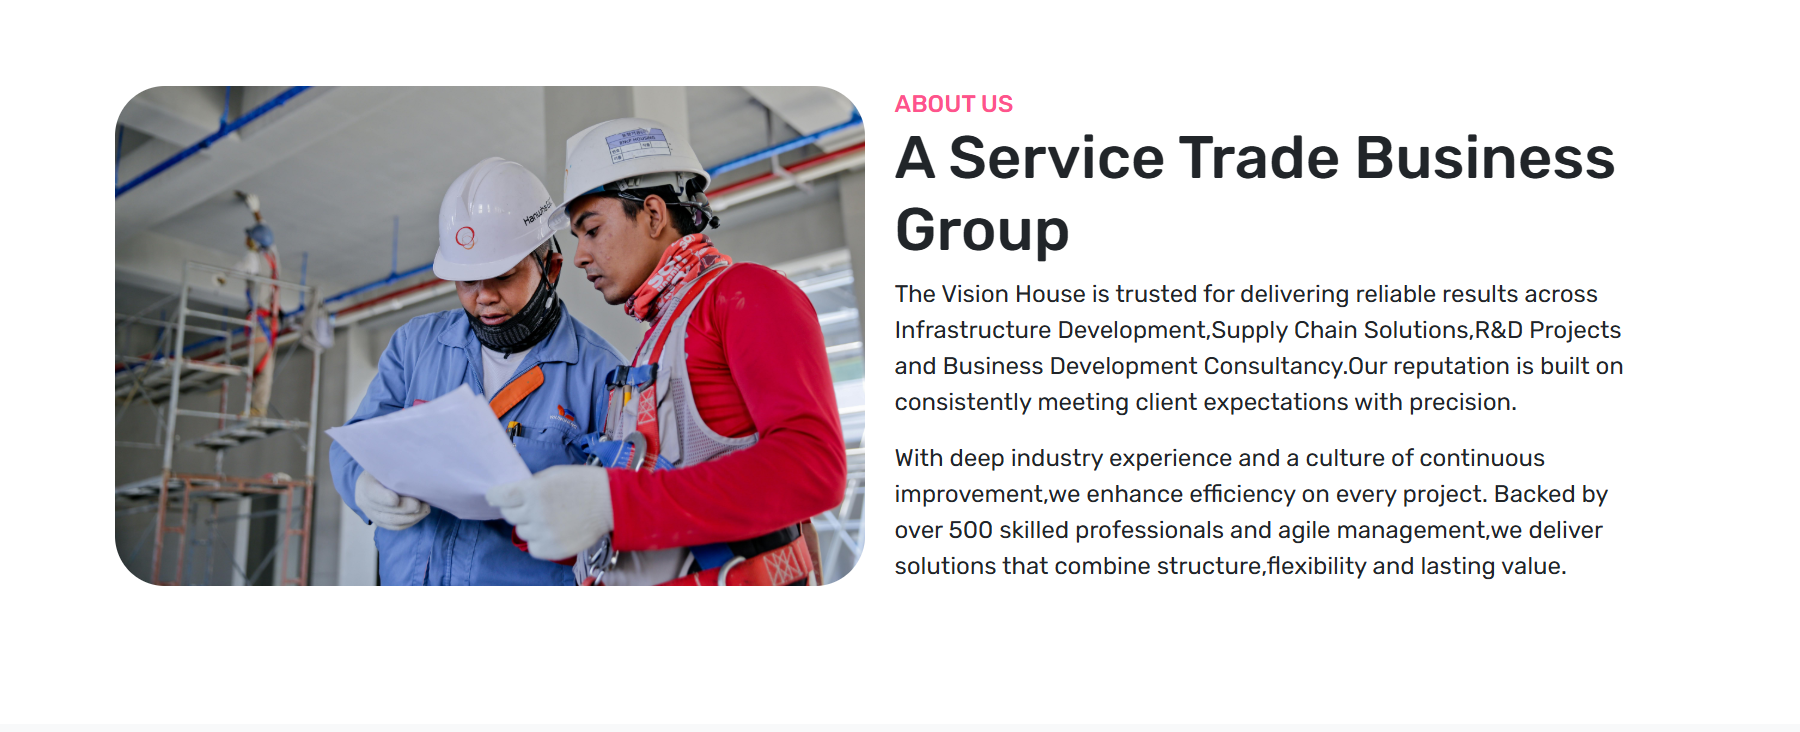 ABOUT US
A Service Trade Business
Group
The Vision House is trusted for delivering reliable results across
Infrastructure Development,Supply Chain Solutions,R&D Projects
and Business Development Consultancy.Our reputation is built on
consistently meeting client expectations with precision.
With deep industry experience and a culture of continuous
improvement,we enhance efficiency on every project. Backed by
over 500 skilled professionals and agile management,we deliver
solutions that combine structure,flexibility and lasting value.